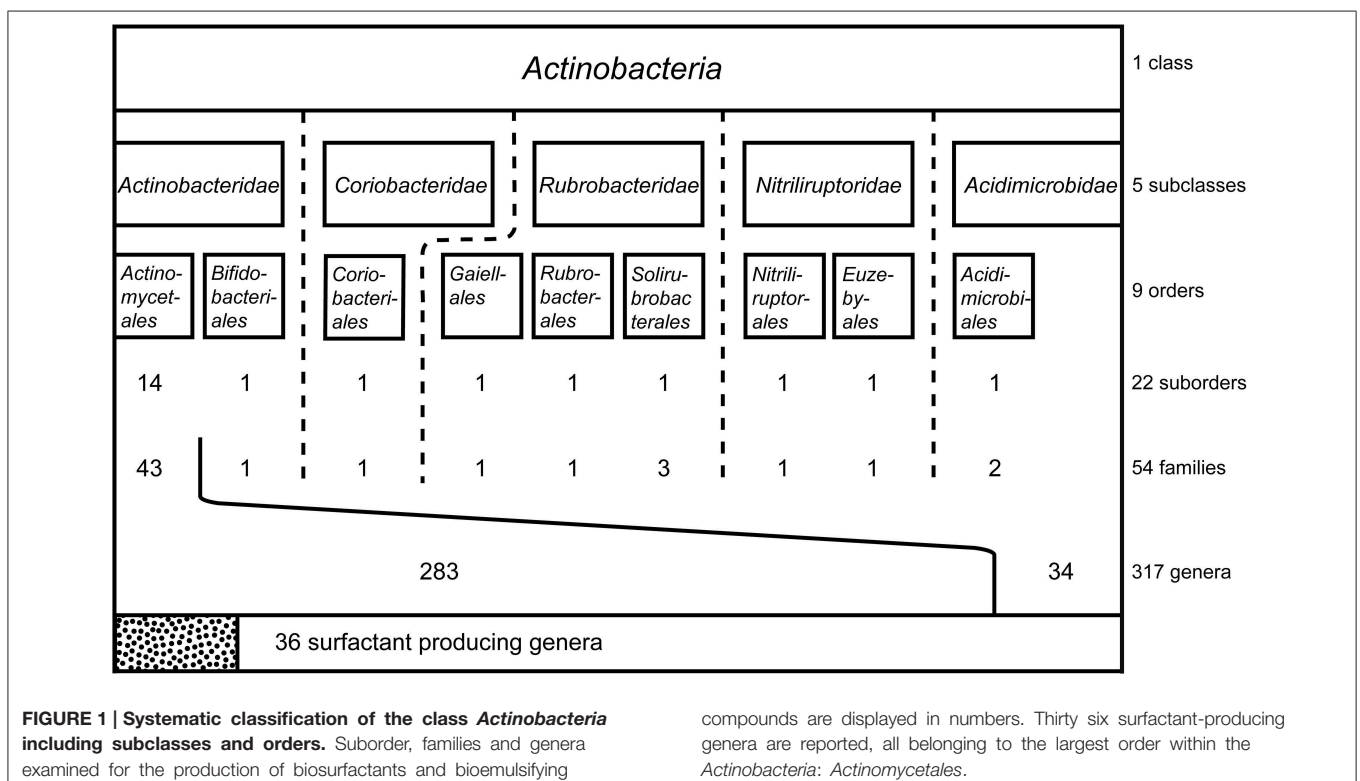 Actinobacteria
1 class
Actinobacteridae
Coriobacteridae
Rubrobacteridae
Nitriliruptoridae
Acidimicrobidae
5 subclasses
Actino-
mycet-
ales
Bifido-
bacteri-
ales
Corio-
bacteri-
ales
Gaiell-
ales
Rubro-
bacter-
ales
Soliru-
brobac
terales
Nitrili-
ruptor-
ales
Euze-
by-
ales
Acidi-
microbi-
ales
9 orders
14 1 1 1 1 1 1 1 1 22 suborders
43 1 1 1 1 3 1 1 2 54 families
283 34 317 genera
36 surfactant producing genera
FIGURE 1 | Systematic classification of the class Actinobacteria
including subclasses and orders. Suborder, families and genera
examined for the production of biosurfactants and bioemulsifying
compounds are displayed in numbers. Thirty six surfactant-producing
genera are reported, all belonging to the largest order within the
Actinobacteria: Actinomycetales.